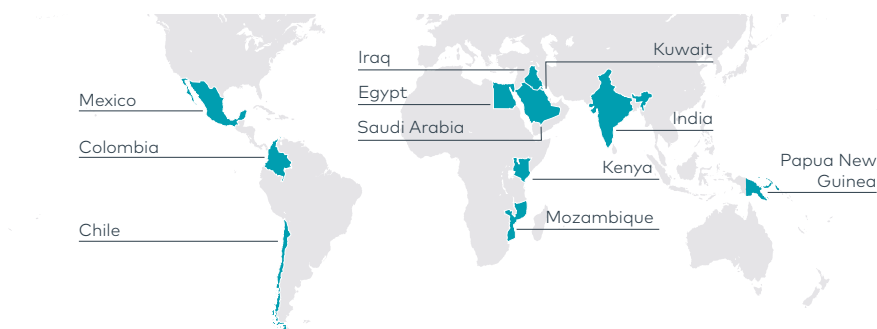 Iraq
Kuwait
Egypt
Mexico
Saudi Arabia
India
Colombia
Kenya
Papua New
Guinea
Mozambique
Chile